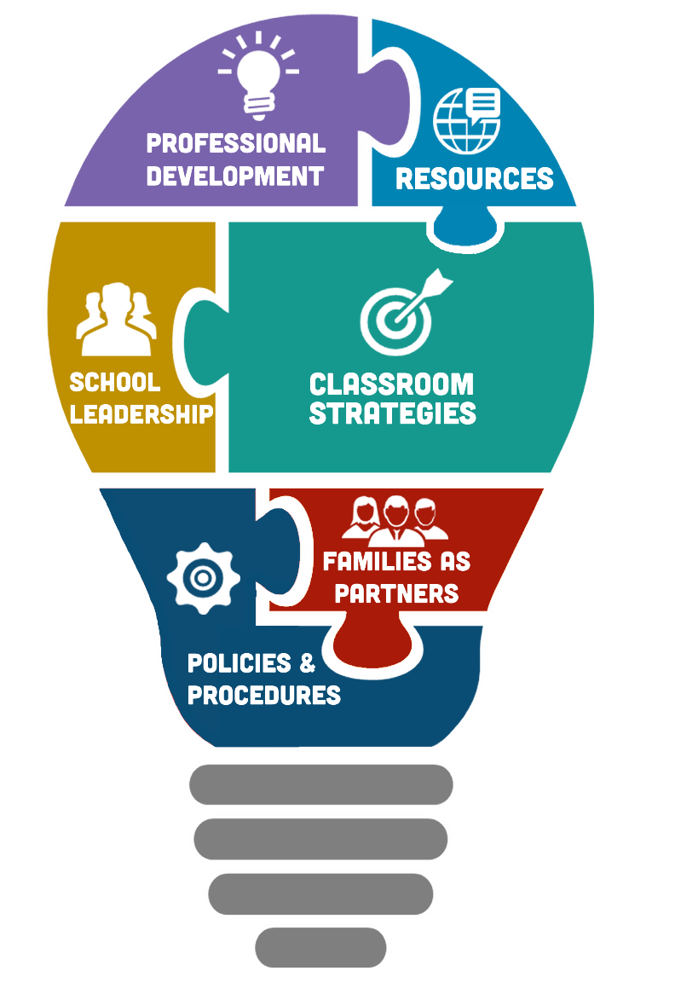 PROFESSIONAL
DEVELOPMENT
RESOURCES
SCHOOL
LEADERSHIP
CLASSROOM
STRATEGIES
FAMILIES AS
PARTNERS
POLICIES &
PROCEDURES